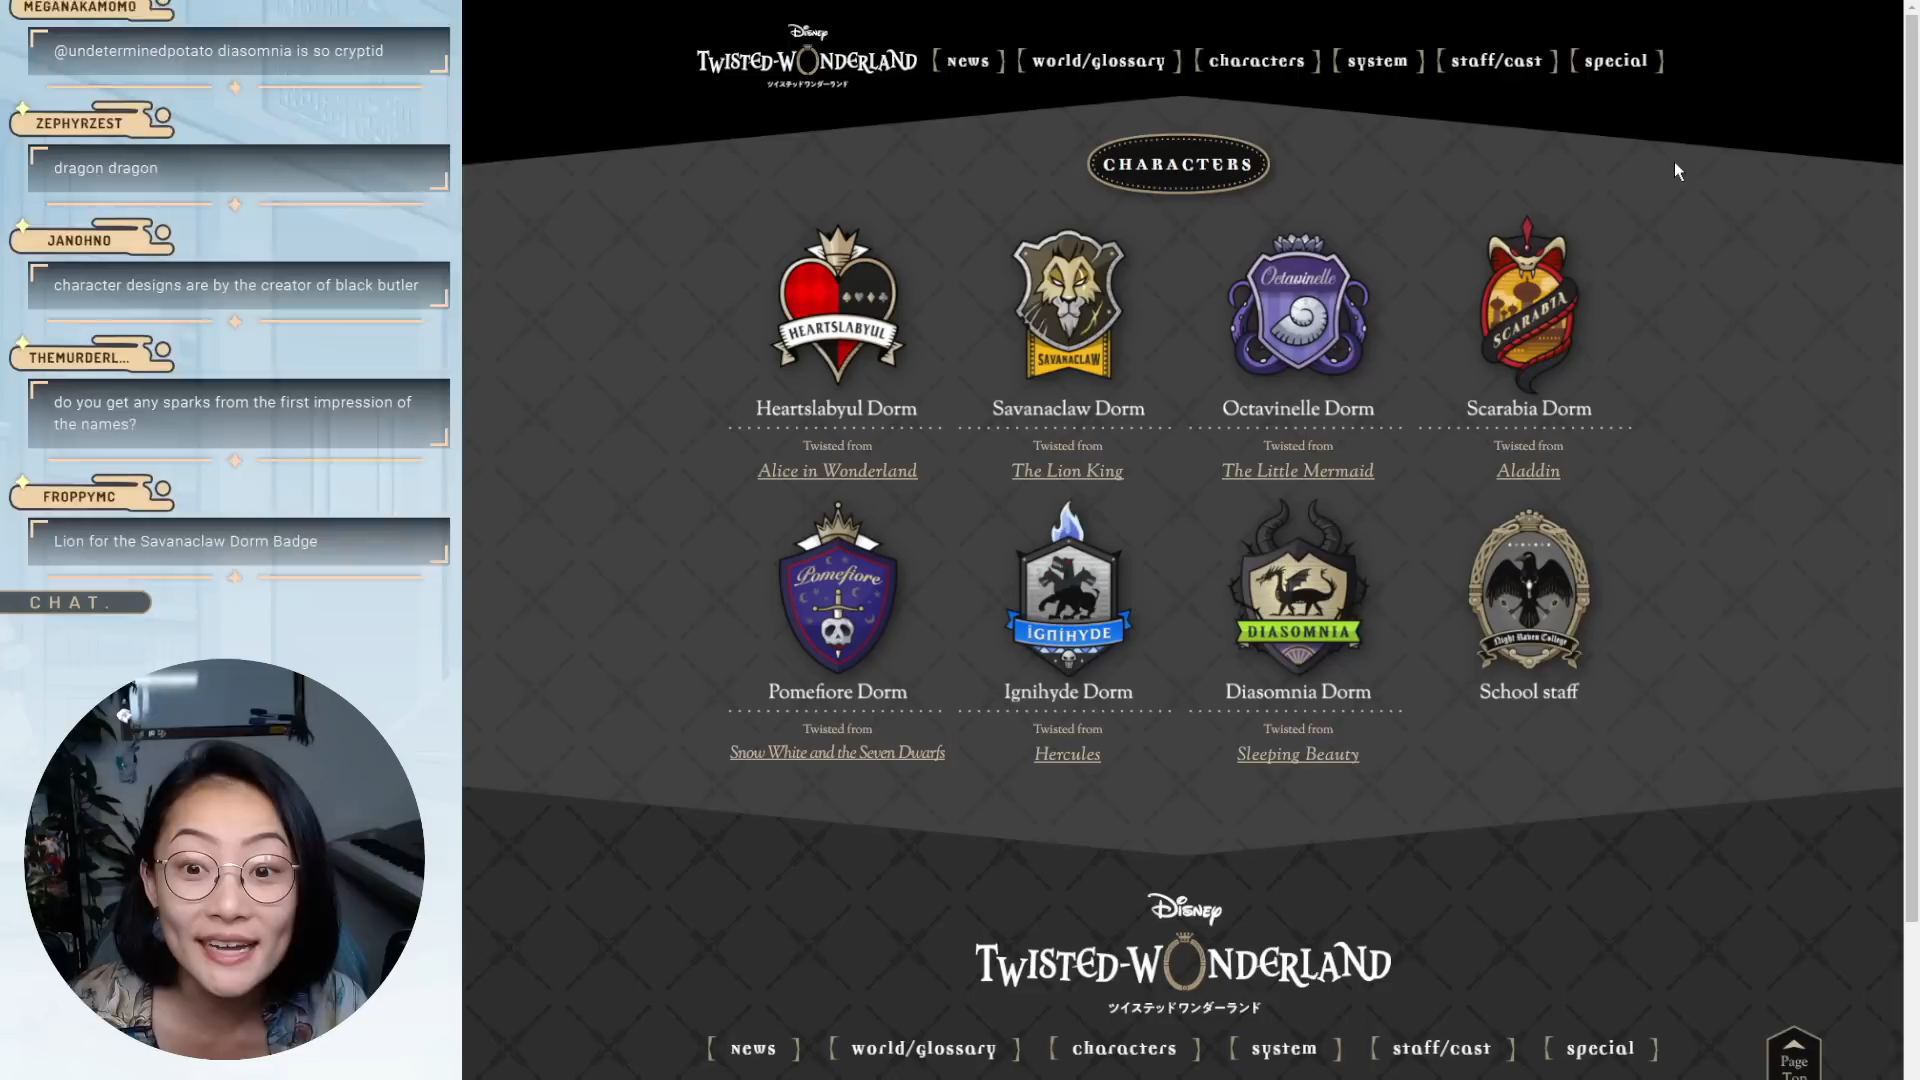 MEGANAKAMOMO
@undeterminedpotato diasomnia is so cryptid
ZEPHYRZEST
dragon dragon
JANOHNO
character designs are by the creator of black butler
THEMURDERL...
do you get any sparks from the first impression of
the names?
FROPPYMC
Lion for the Savanaclaw Dorm Badge
CHAT.
Disney
TWISTED-WONDERLAND
ツイステッドワンダーランド
[ news ] [ world/glossary ] [ characters ] [ system ] [ staff/cast ] [ special ]
CHARACTERS
HEARTSLABYUL
SAVANACLAW
Octavinelle
SCARABIA
Heartslabyul Dorm
Savanaclaw Dorm
Octavinelle Dorm
Scarabia Dorm
Twisted from
Alice in Wonderland
Twisted from
The Lion King
Twisted from
The Little Mermaid
Twisted from
Aladdin
Pomefiore
IGNIHYDE
DIASOMNIA
Night Raven College
Pomefiore Dorm
Ignihyde Dorm
Diasomnia Dorm
School staff
Twisted from
Snow White and the Seven Dwarfs
Twisted from
Hercules
Twisted from
Sleeping Beauty
Disney
TWISTED-WONDERLAND
ツイステッドワンダーランド
[ news ] [ world/glossary ] [ characters ] [ system ] [ staff/cast ] [ special ]
Page
Top